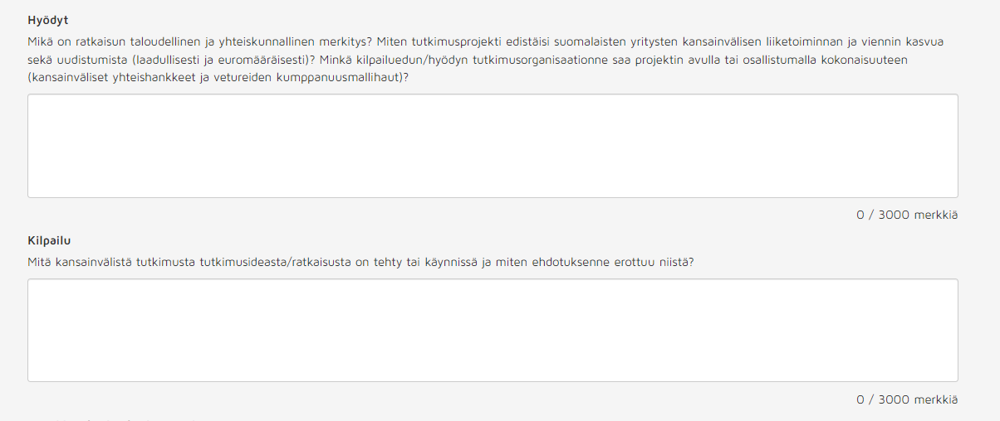 Hyödyt
Mikä on ratkaisun taloudellinen ja yhteiskunnallinen merkitys? Miten tutkimusprojekti edistäisi suomalaisten yritysten kansainvälisen liiketoiminnan ja viennin kasvua
sekä uudistumista (laadullisesti ja euromääräisesti)? Minkä kilpailuedun/hyödyn tutkimusorganisaationne saa projektin avulla tai osallistumalla kokonaisuuteen
(kansainväliset yhteishankkeet ja vetureiden kumppanuusmallihaut)?
0 / 3000 merkkiä
Kilpailu
Mitä kansainvälistä tutkimusta tutkimusideasta/ratkaisusta on tehty tai käynnissä ja miten ehdotuksenne erottuu niistä?
0 / 3000 merkkiä